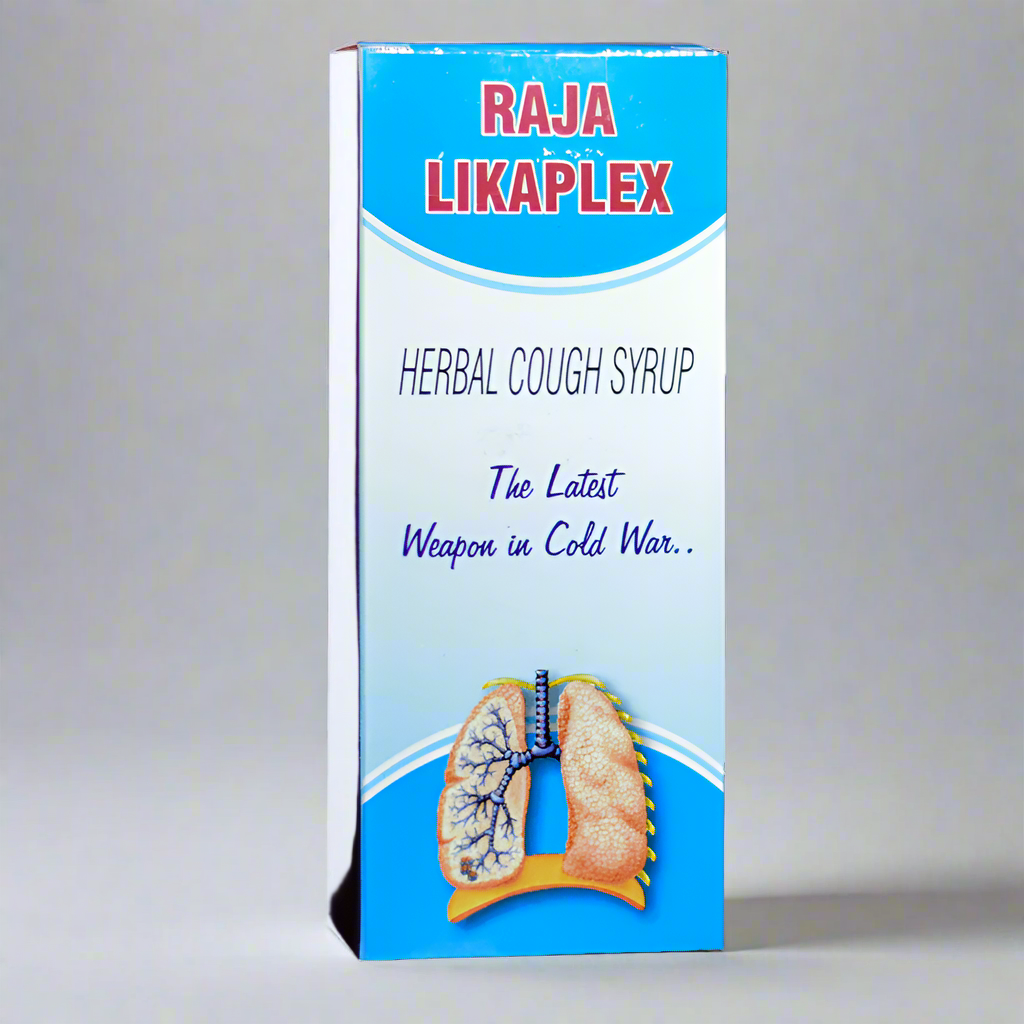 RAJA
LIKAPLEX
HERBAL COUGH SYRUP
The Latest
Weapon in Cold War..